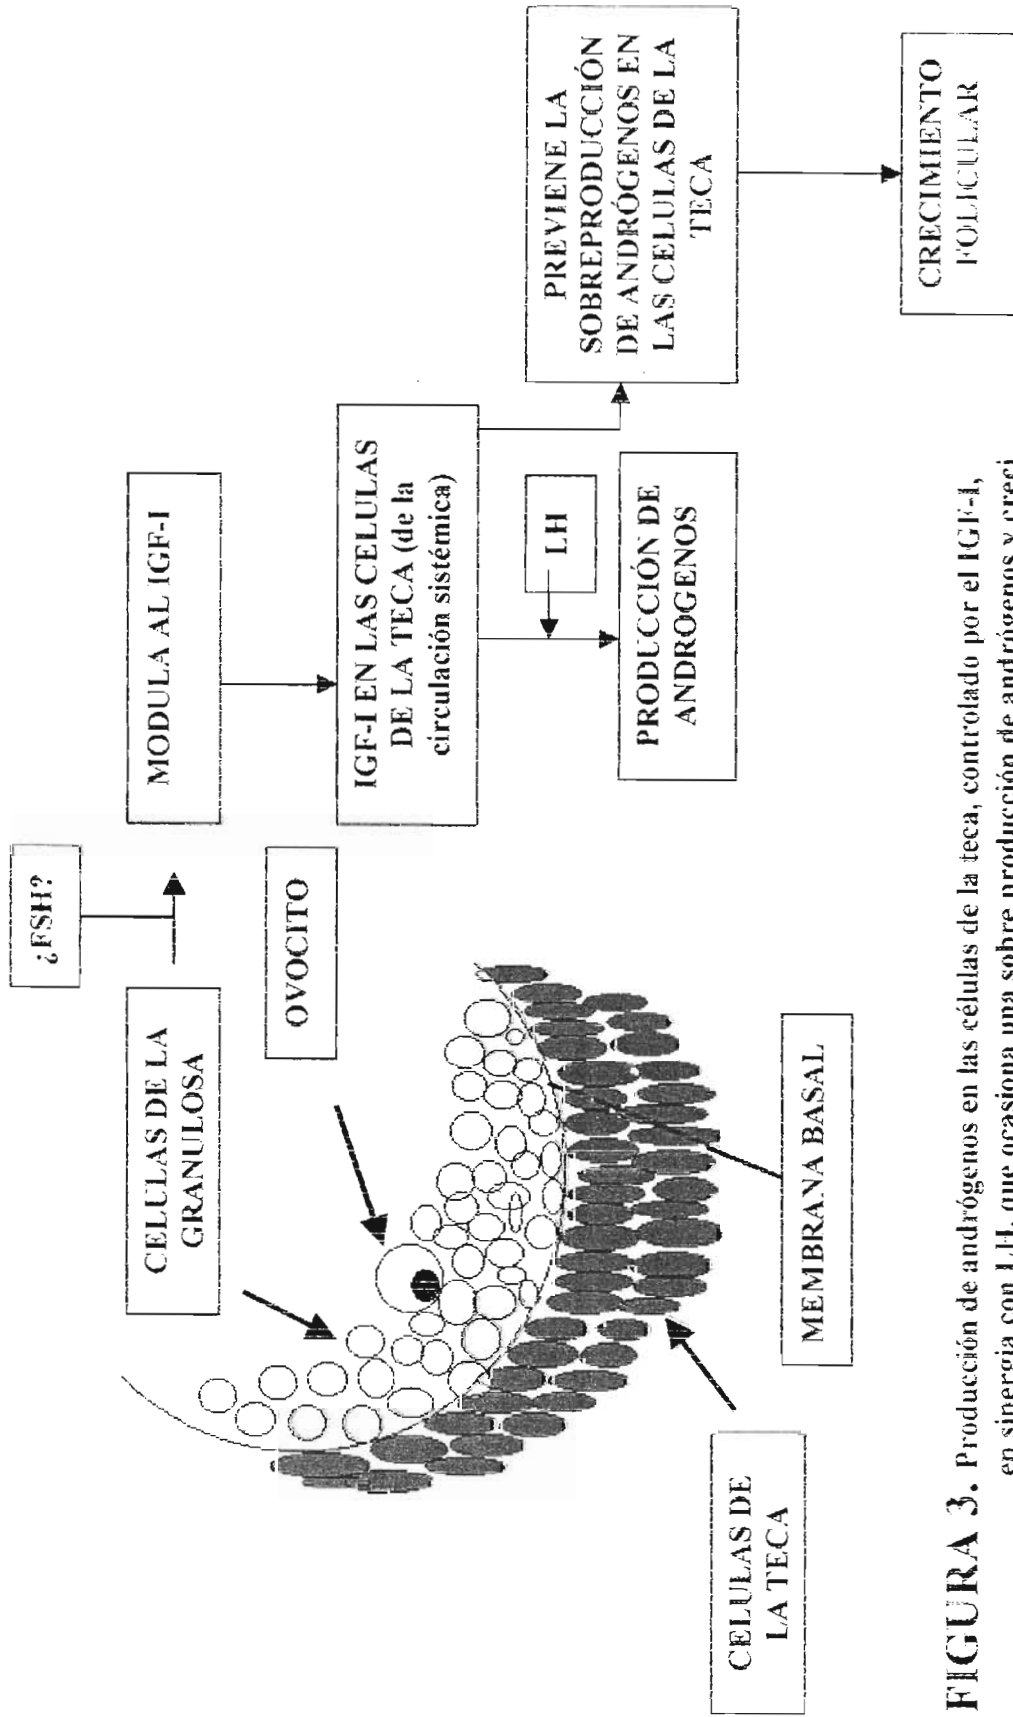 ¿FSH?
CELULAS DE LA
GRANULOSA
MODULA AL IGF-I
OVOCITO
IGF-I EN LAS CELULAS
DE LA TECA (de la
circulación sistémica)
LH
PREVIENE LA
SOBREPRODUCCIÓN
DE ANDRÓGENOS EN
LAS CELULAS DE LA
TECA
CELULAS DE
LA TECA
MEMBRANA BASAL
PRODUCCIÓN DE
ANDROGENOS
CRECIMIENTO
FOLICULAR
FIGURA 3. Producción de andrógenos en las células de la teca, controlado por el IGF-I,
en sinergia con LH, que ocasiona una sobre producción de andrógenos y creci